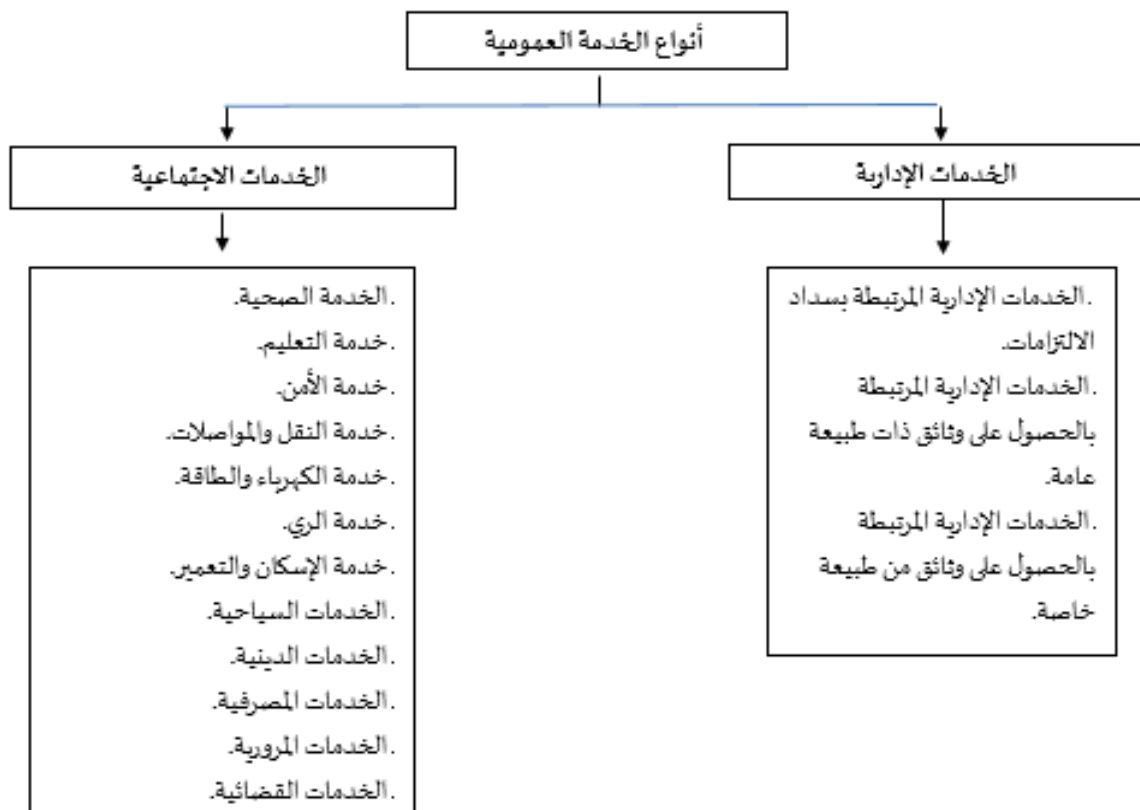 أنواع الخدمة العمومية
الخدمات الإدارية
الخدمات الاجتماعية
.الخدمات الإدارية المرتبطة بسداد
الالتزامات.
.الخدمات الإدارية المرتبطة
بالحصول على وثائق ذات طبيعة
عامة.
.الخدمات الإدارية المرتبطة
بالحصول على وثائق من طبيعة
خاصة.
.الخدمة الصحية.
.خدمة التعليم.
.خدمة الأمن.
.خدمة النقل والمواصلات.
.خدمة الكهرباء والطاقة.
.خدمة الري.
.خدمة الإسكان والتعمير.
.الخدمات السياحية.
.الخدمات الدينية.
.الخدمات المصرفية.
.الخدمات المرورية.
.الخدمات القضائية.